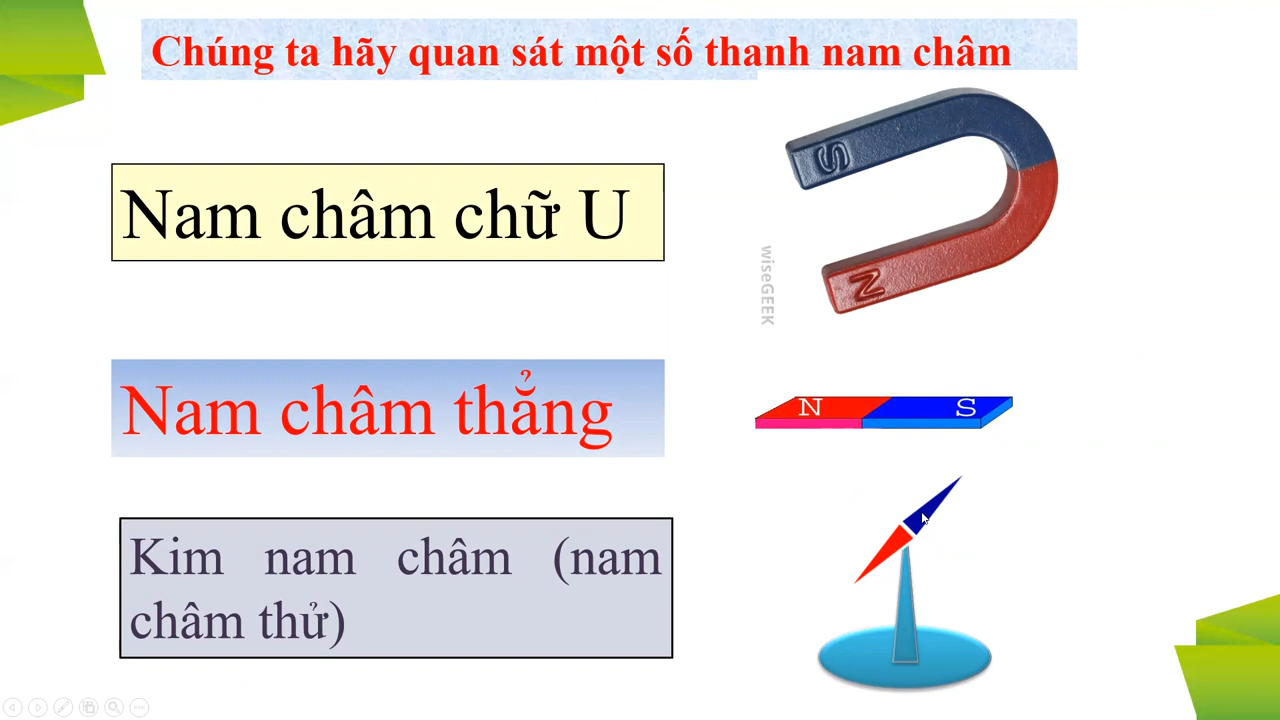 Chúng ta hãy quan sát một số thanh nam châm
Nam châm chữ U
S
N
wiseGEEK
Nam châm thẳng
N S
Kim nam châm (nam
châm thử)